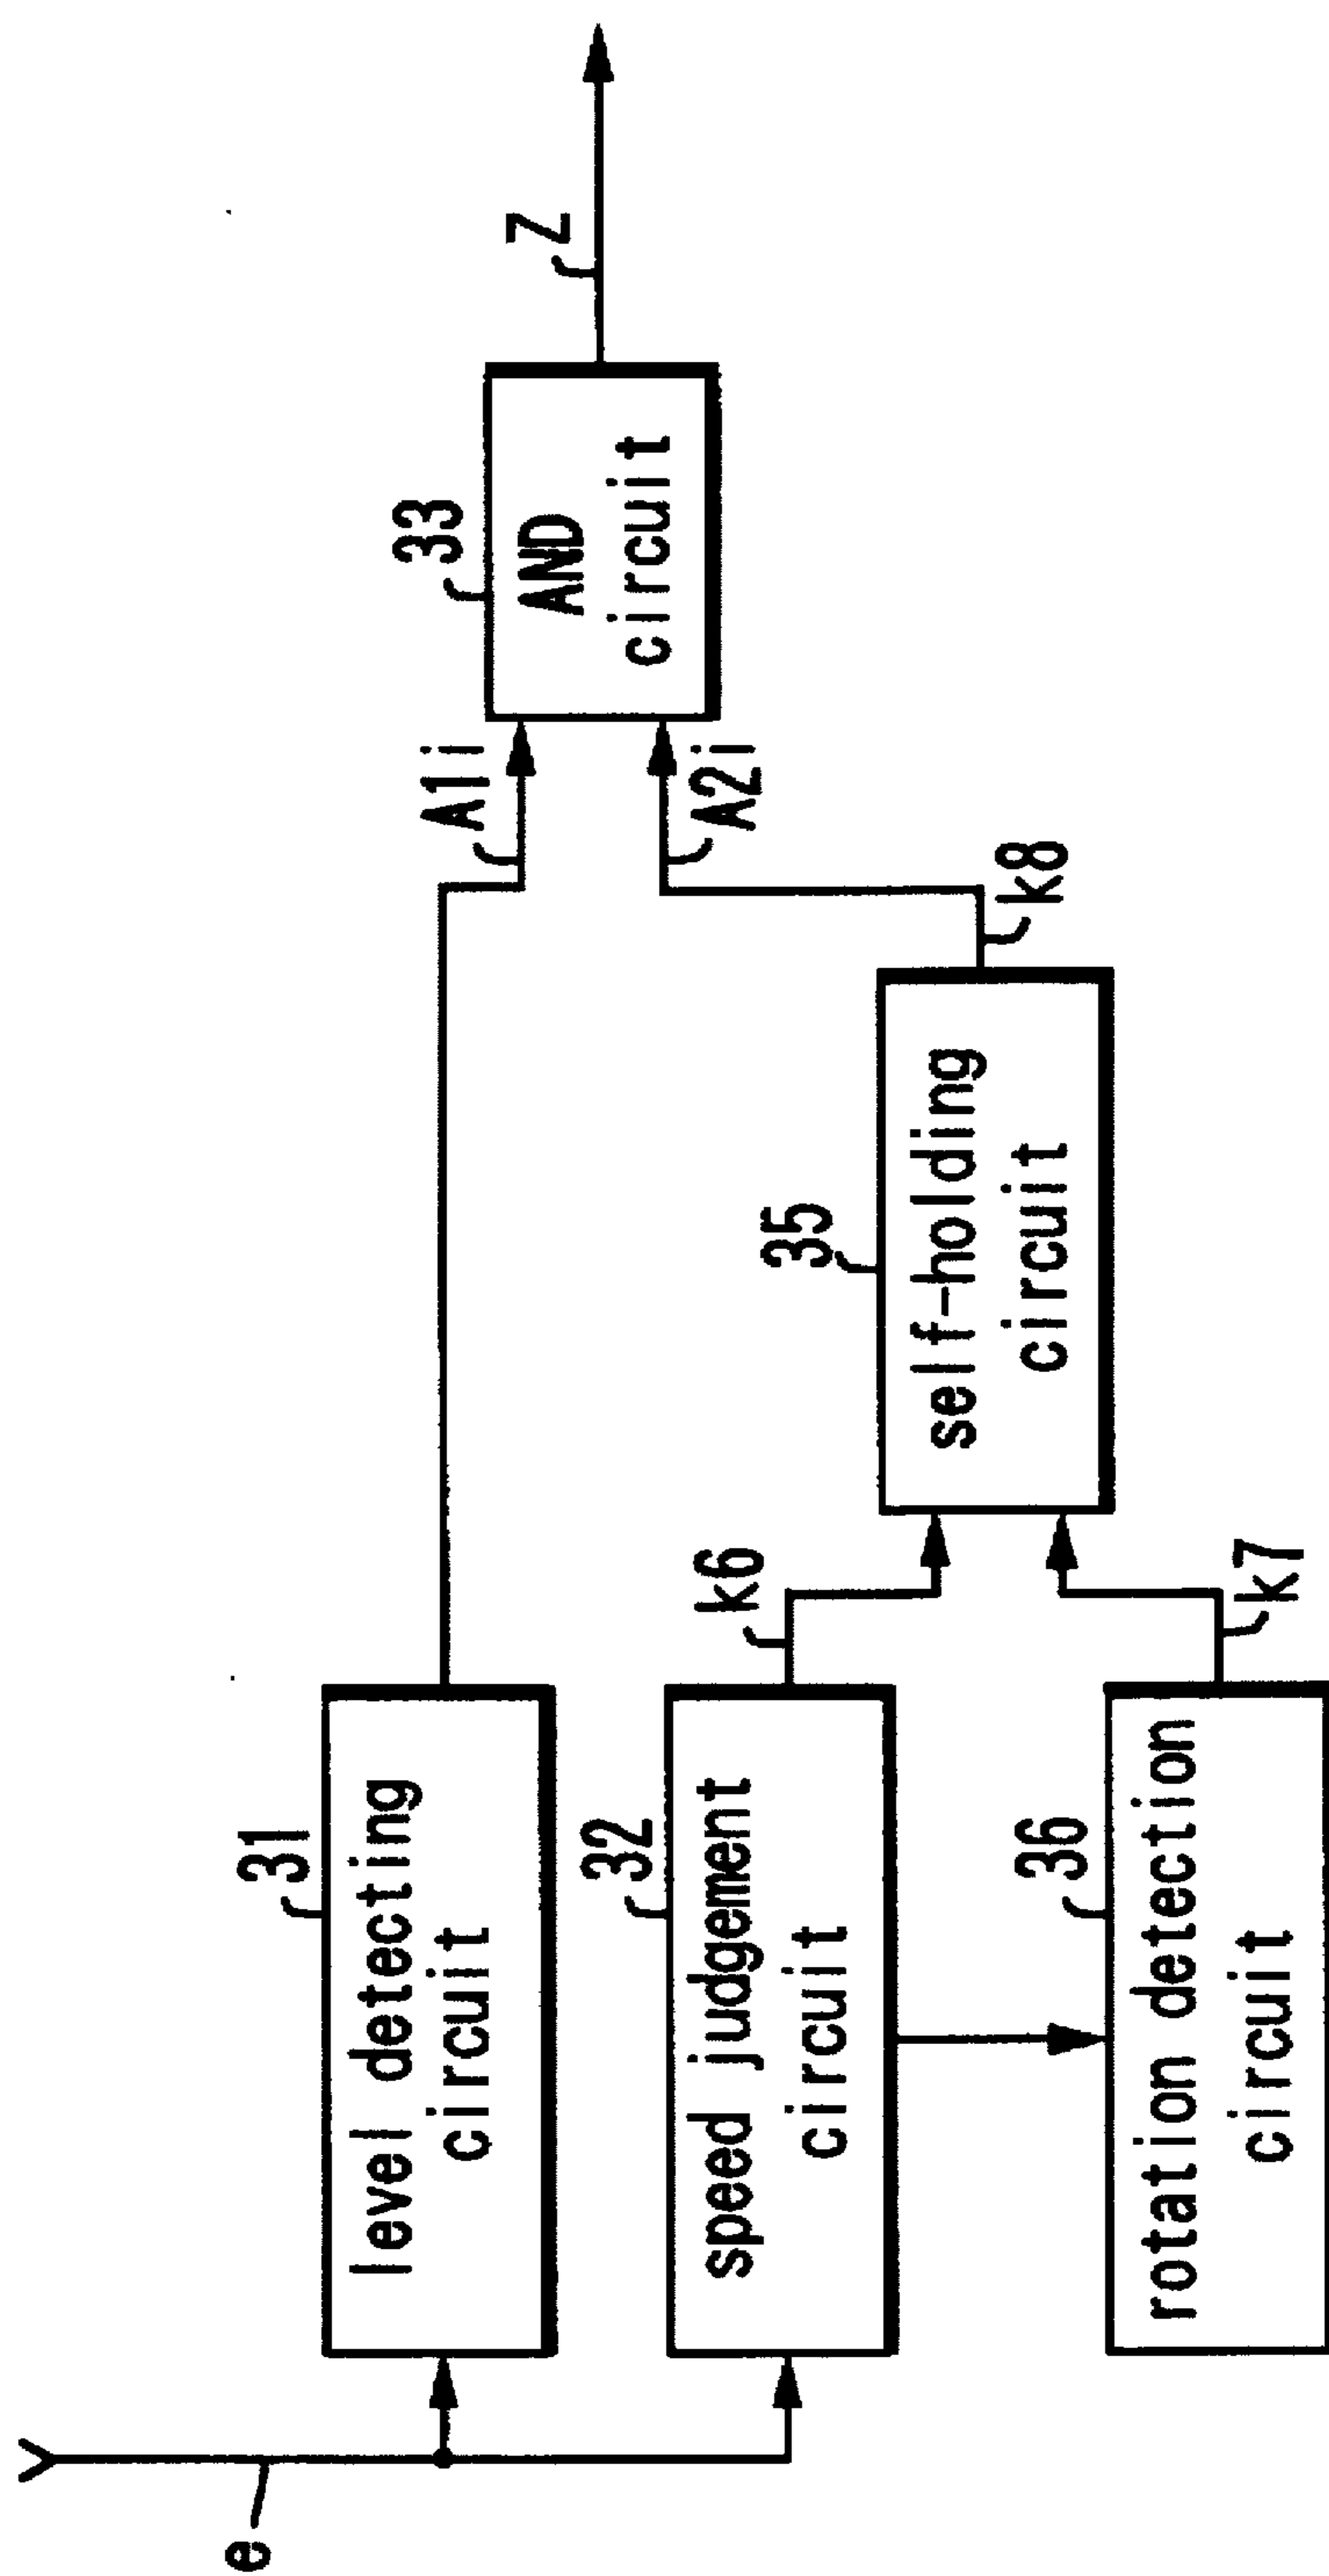 e
31
level detecting
circuit
A1i
33
AND
circuit
Z
32
speed judgement
circuit
k6
A2i
35
self-holding
circuit
k8
36
rotation detection
circuit
k7